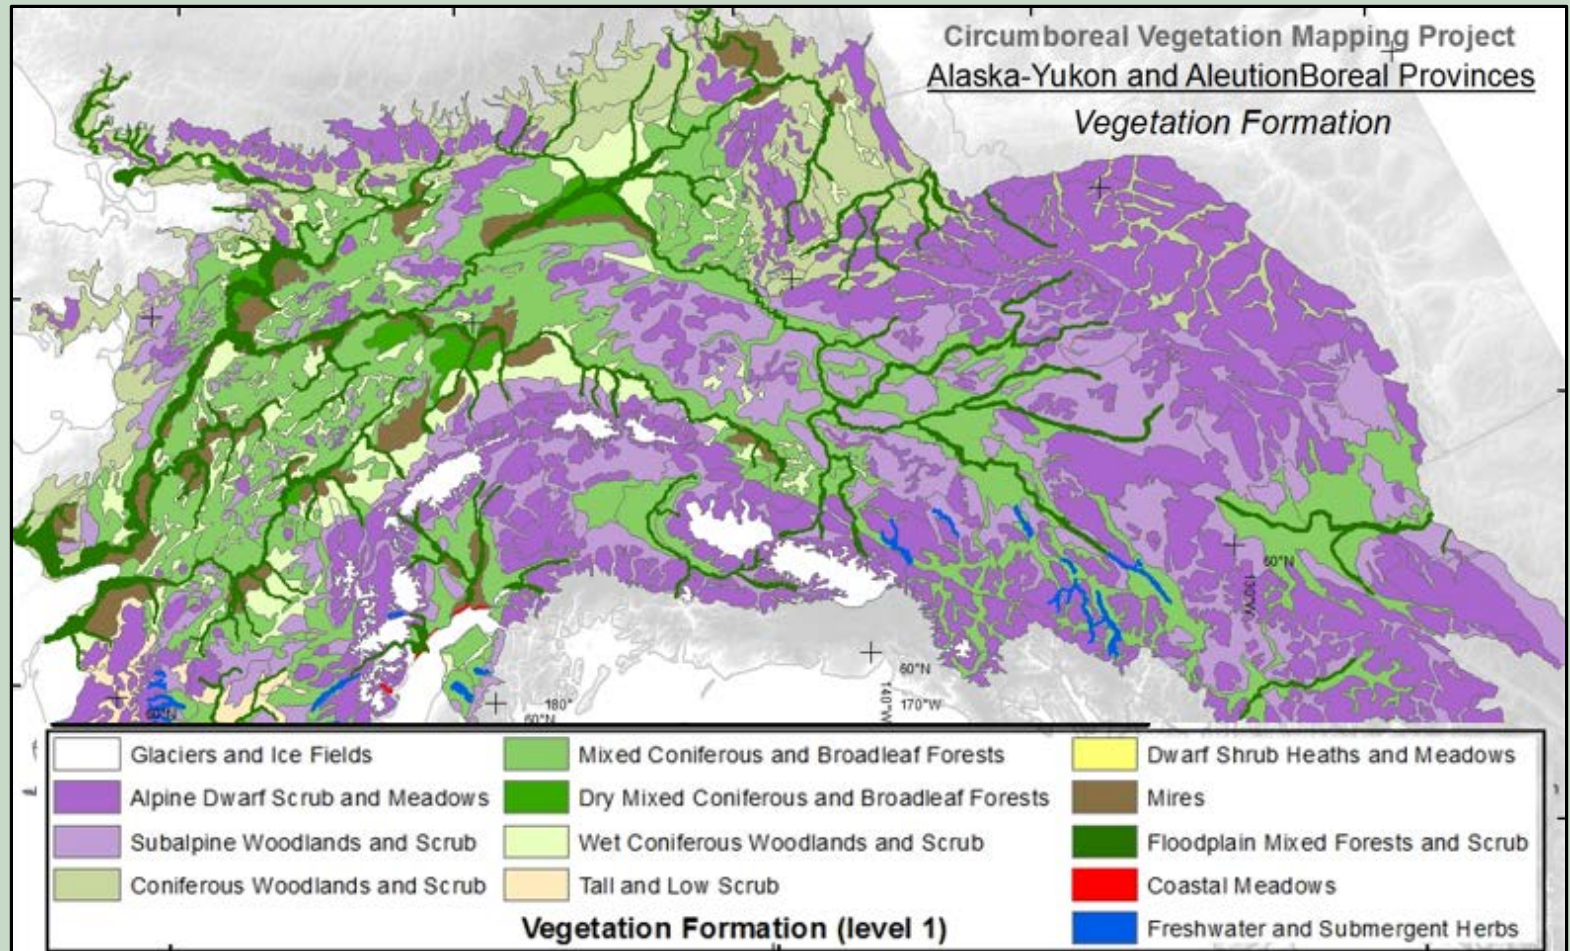 Circumboreal Vegetation Mapping Project
Alaska-Yukon and AleutionBoreal Provinces
Vegetation Formation
60°N
130°W
60°N
140°W
170°W
180°
60°N
Glaciers and Ice Fields
Alpine Dwarf Scrub and Meadows
Subalpine Woodlands and Scrub
Coniferous Woodlands and Scrub
Mixed Coniferous and Broadleaf Forests
Dry Mixed Coniferous and Broadleaf Forests
Wet Coniferous Woodlands and Scrub
Tall and Low Scrub
Dwarf Shrub Heaths and Meadows
Mires
Floodplain Mixed Forests and Scrub
Coastal Meadows
Freshwater and Submergent Herbs
Vegetation Formation (level 1)